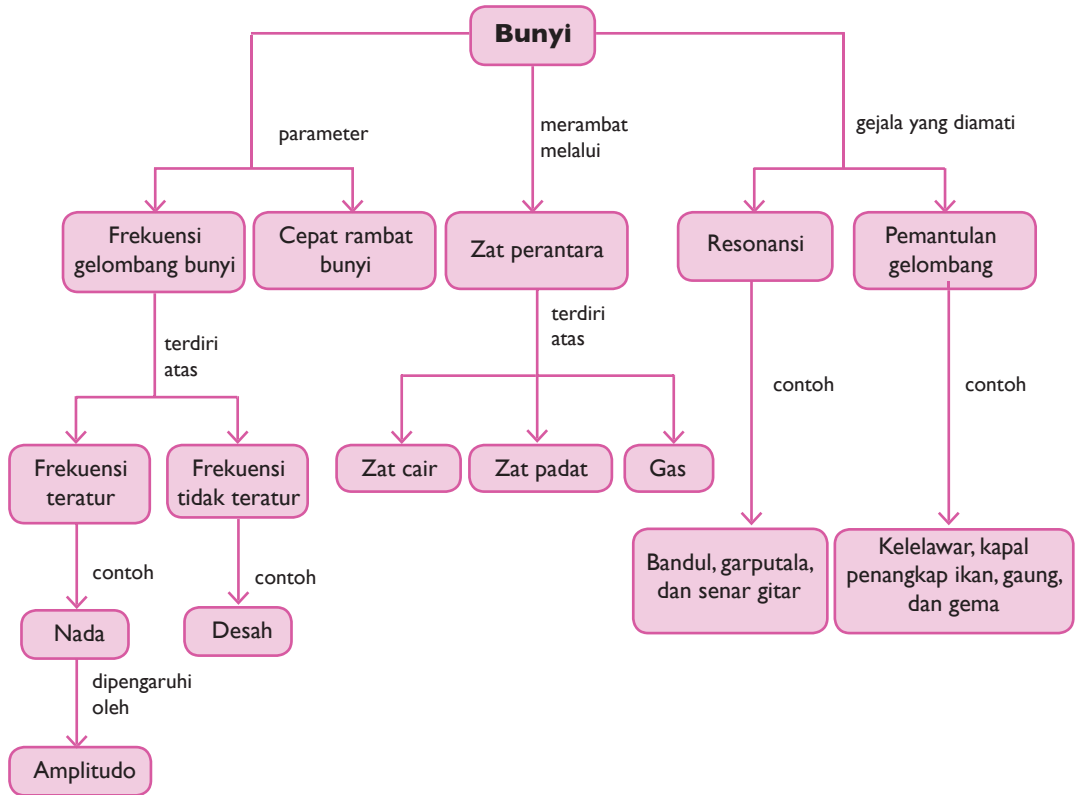 Bunyi
parameter
merambat
melalui
gejala yang diamati
Frekuensi
gelombang bunyi
Cepat rambat
bunyi
Zat perantara
Resonansi
Pemantulan
gelombang
terdiri
atas
terdiri
atas
contoh
contoh
Frekuensi
teratur
Frekuensi
tidak teratur
Zat cair
Zat padat
Gas
contoh
contoh
Bandul, garputala,
dan senar gitar
Kelelawar, kapal
penangkap ikan, gaung,
dan gema
Nada
Desah
dipengaruhi
oleh
Amplitudo